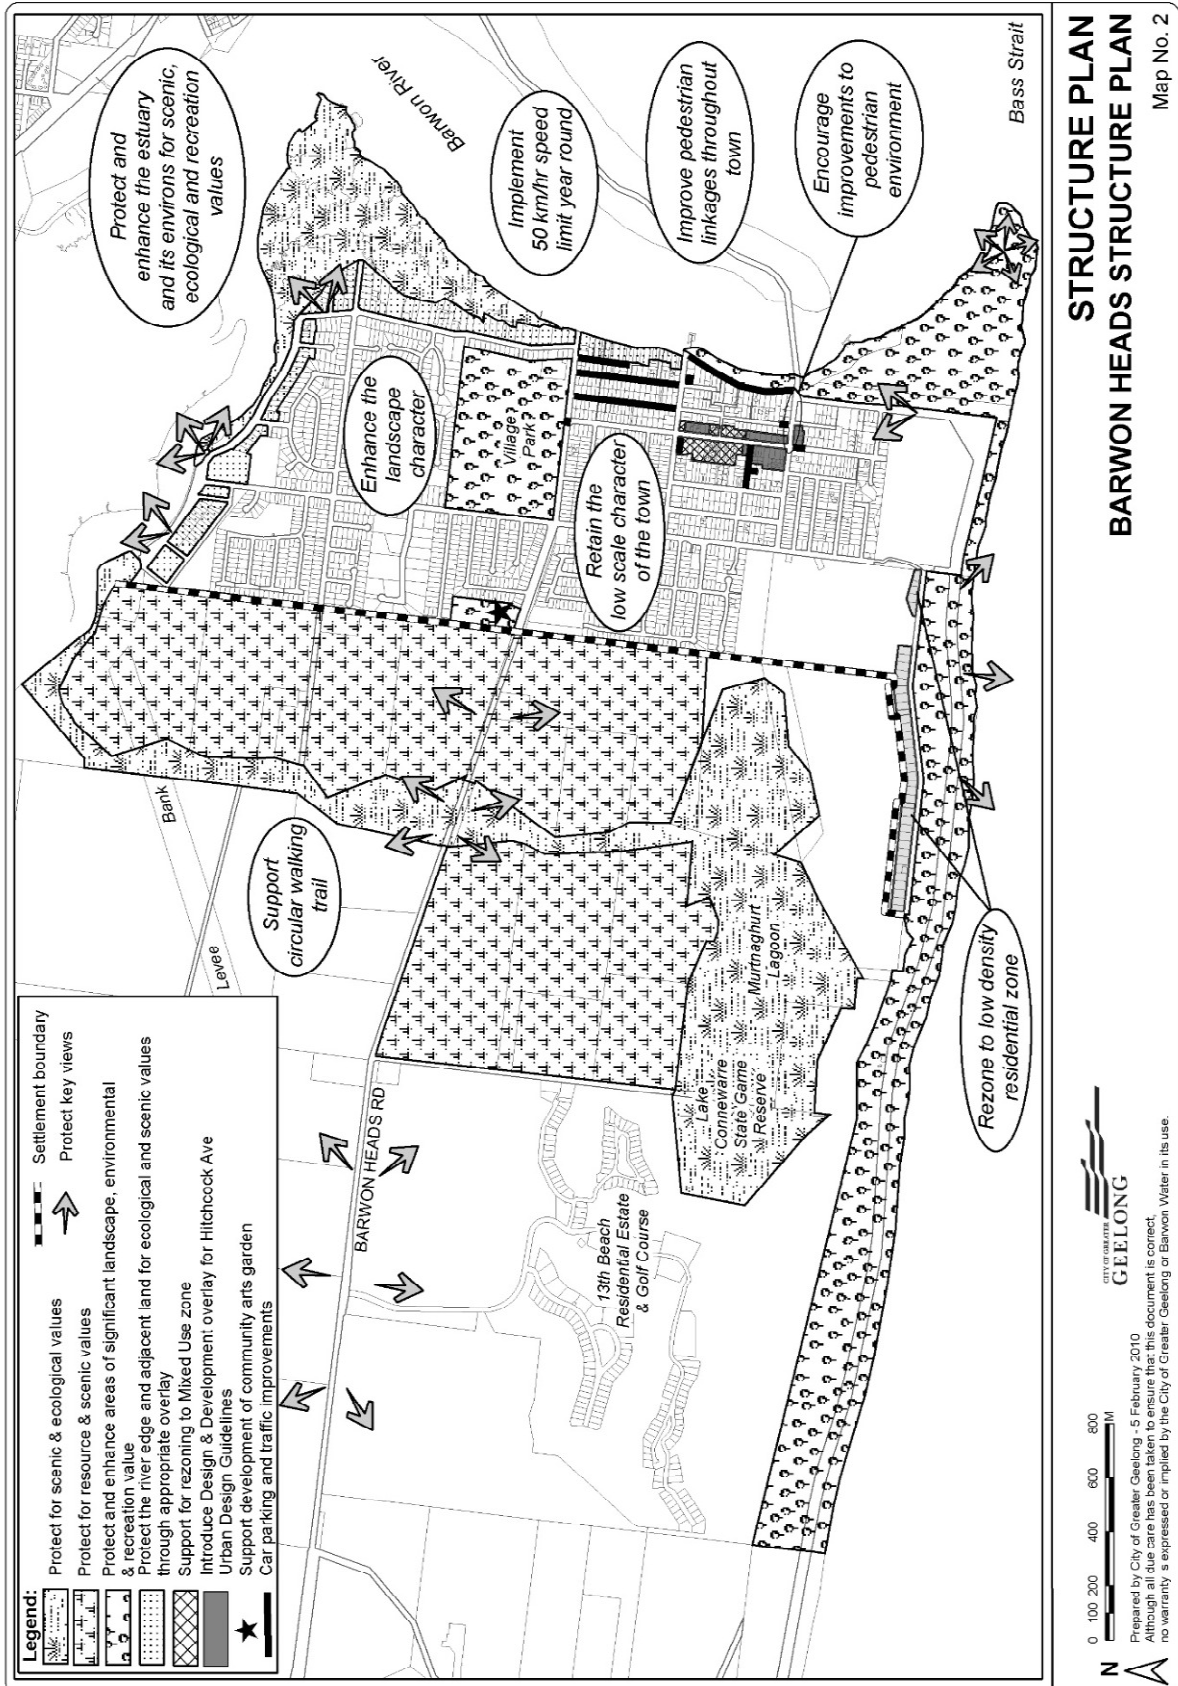 Legend:
Protect for scenic & ecological values
Protect for resource & scenic values
Protect and enhance areas of significant landscape, environmental
& recreation value
Protect the river edge and adjacent land for ecological and scenic values
through appropriate overlay
Support for rezoning to Mixed Use zone
Introduce Design & Development overlay for Hitchcock Ave
Urban Design Guidelines
Support development of community arts garden
Car parking and traffic improvements
Settlement boundary
Protect key views
Levee
Bank
BARWON HEADS RD
Support
circular walking
trail
Protect and
enhance the estuary
and its environs for scenic,
ecological and recreation
values
Barwon River
Enhance the
landscape
character
Village
Park
Implement
50 km/hr speed
limit year round
Retain the
low scale character
of the town
Improve pedestrian
linkages throughout
town
Encourage
improvements to
pedestrian
environment
13th Beach
Residential Estate
& Golf Course
Lake
Connewarre
State Game
Reserve
Murtnaghurt
Lagoon
Rezone to low density
residential zone
Bass Strait
N
0 100 200 400 600 800
M
Prepared by City of Greater Geelong - 5 February 2010
Although all due care has been taken to ensure that this document is correct,
no warranty is expressed or implied by the City of Greater Geelong or Barwon Water in its use.
CITY OF GREATER
GEELONG
STRUCTURE PLAN
BARWON HEADS STRUCTURE PLAN
Map No. 2